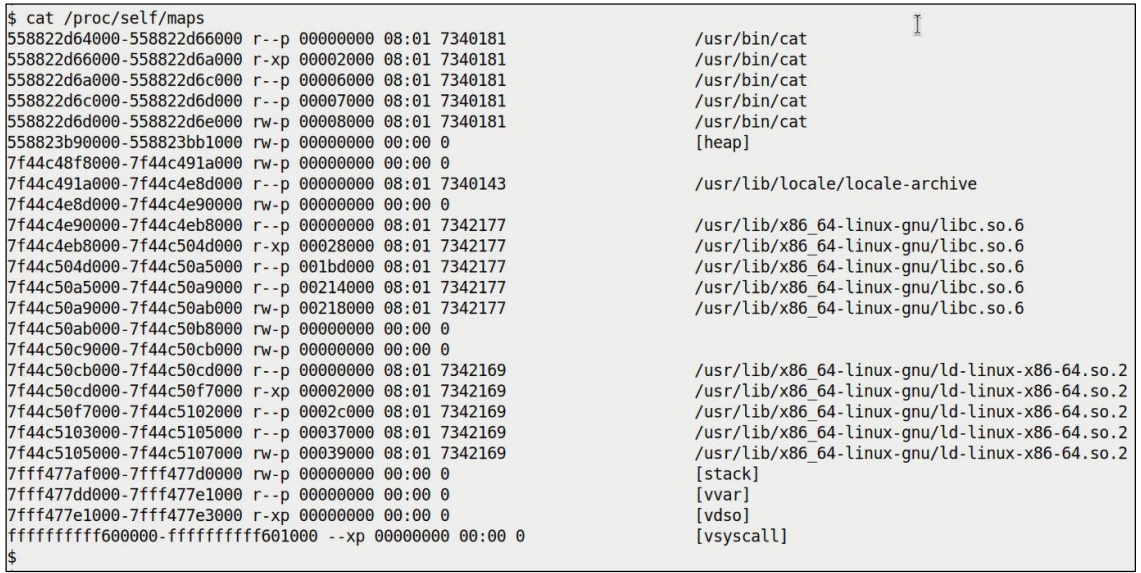 $ cat /proc/self/maps
558822d64000-558822d66000 r--p 00000000 08:01 7340181 /usr/bin/cat
558822d66000-558822d6a000 r-xp 00002000 08:01 7340181 /usr/bin/cat
558822d6a000-558822d6c000 r--p 00006000 08:01 7340181 /usr/bin/cat
558822d6c000-558822d6d000 r--p 00007000 08:01 7340181 /usr/bin/cat
558822d6d000-558822d6e000 rw-p 00008000 08:01 7340181 /usr/bin/cat
558823b90000-558823bb1000 rw-p 00000000 00:00 0 [heap]
7f44c48f8000-7f44c491a000 rw-p 00000000 00:00 0
7f44c491a000-7f44c4e8d000 r--p 00000000 08:01 7340143 /usr/lib/locale/locale-archive
7f44c4e8d000-7f44c4e90000 rw-p 00000000 00:00 0
7f44c4e90000-7f44c4eb8000 r--p 00000000 08:01 7342177 /usr/lib/x86_64-linux-gnu/libc.so.6
7f44c4eb8000-7f44c504d000 r-xp 00028000 08:01 7342177 /usr/lib/x86_64-linux-gnu/libc.so.6
7f44c504d000-7f44c50a5000 r--p 001bd000 08:01 7342177 /usr/lib/x86_64-linux-gnu/libc.so.6
7f44c50a5000-7f44c50a9000 r--p 00214000 08:01 7342177 /usr/lib/x86_64-linux-gnu/libc.so.6
7f44c50a9000-7f44c50ab000 rw-p 00218000 08:01 7342177 /usr/lib/x86_64-linux-gnu/libc.so.6
7f44c50ab000-7f44c50b8000 rw-p 00000000 00:00 0
7f44c50c9000-7f44c50cb000 rw-p 00000000 00:00 0
7f44c50cb000-7f44c50cd000 r--p 00000000 08:01 7342169 /usr/lib/x86_64-linux-gnu/ld-linux-x86-64.so.2
7f44c50cd000-7f44c50f7000 r-xp 00002000 08:01 7342169 /usr/lib/x86_64-linux-gnu/ld-linux-x86-64.so.2
7f44c50f7000-7f44c5102000 r--p 0002c000 08:01 7342169 /usr/lib/x86_64-linux-gnu/ld-linux-x86-64.so.2
7f44c5103000-7f44c5105000 r--p 00037000 08:01 7342169 /usr/lib/x86_64-linux-gnu/ld-linux-x86-64.so.2
7f44c5105000-7f44c5107000 rw-p 00039000 08:01 7342169 /usr/lib/x86_64-linux-gnu/ld-linux-x86-64.so.2
7fff477af000-7fff477d0000 rw-p 00000000 00:00 0 [stack]
7fff477dd000-7fff477e1000 r--p 00000000 00:00 0 [vvar]
7fff477e1000-7fff477e3000 r-xp 00000000 00:00 0 [vdso]
ffffffffff600000-ffffffffff601000 --xp 00000000 00:00 0 [vsyscall]
$